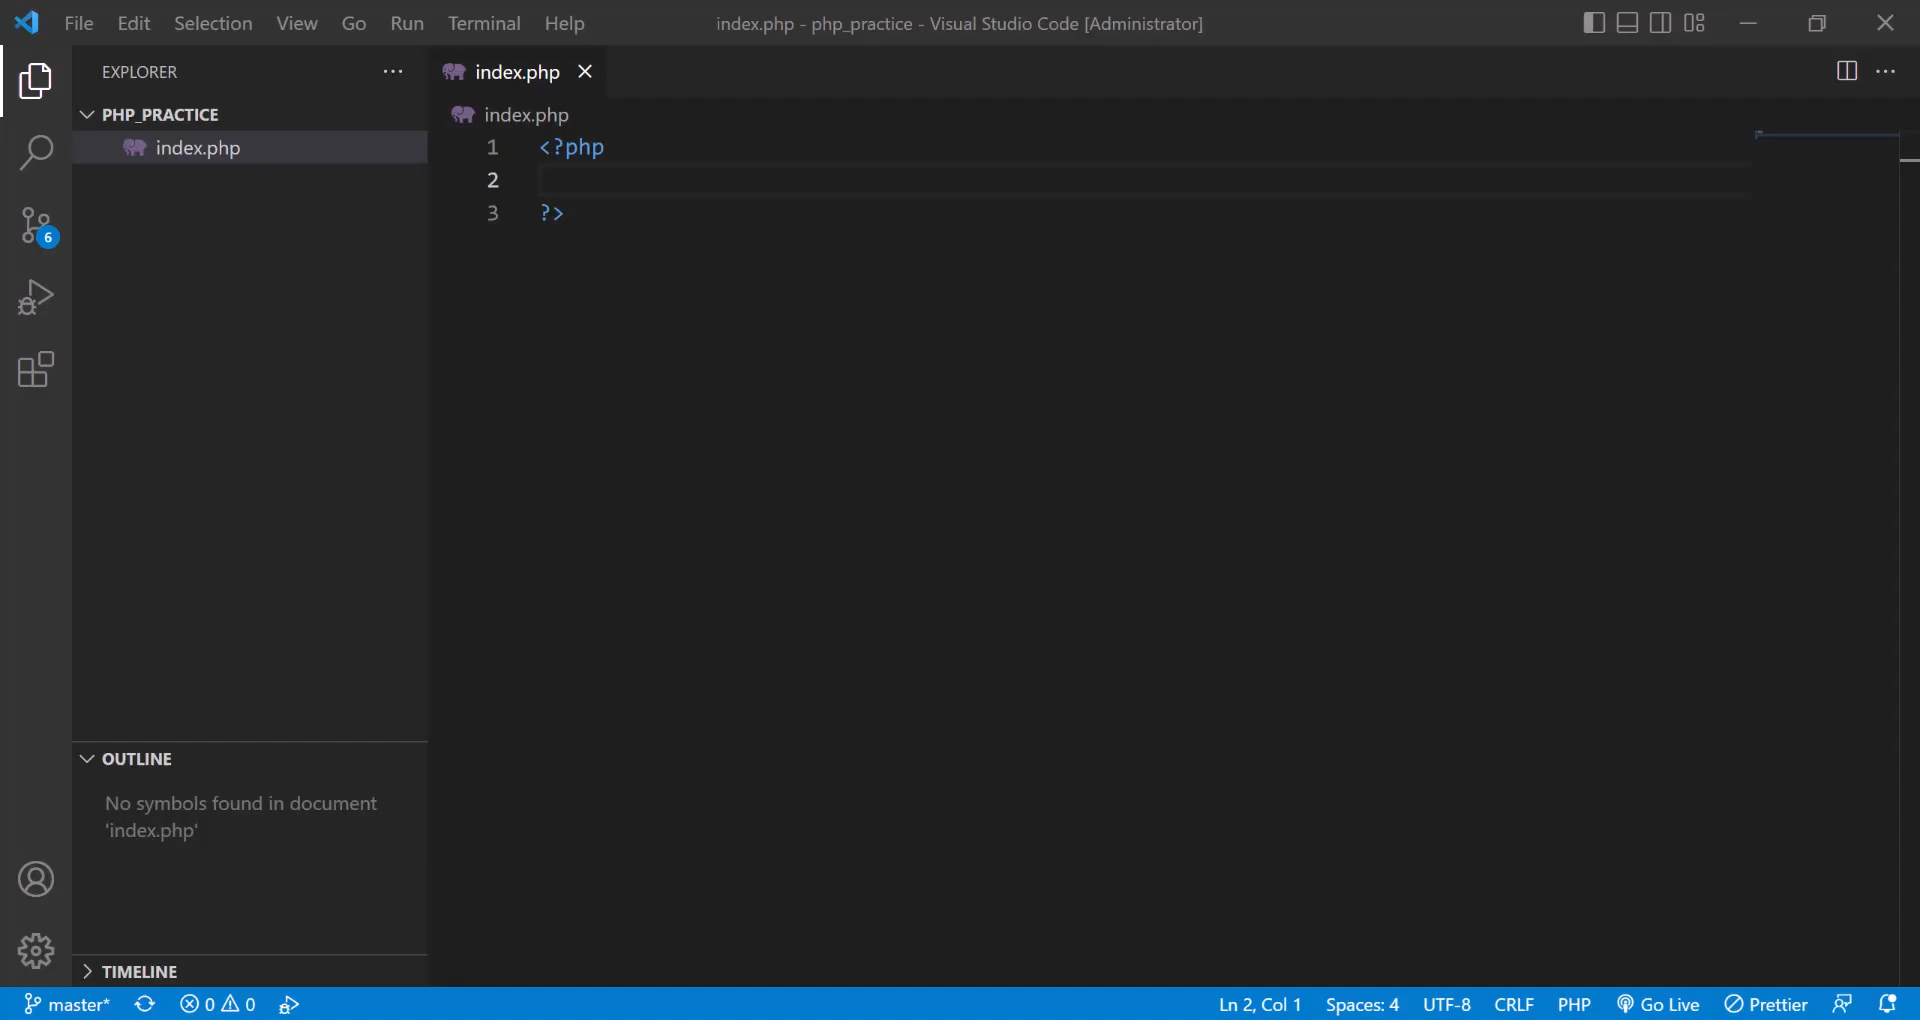 File Edit Selection View Go Run Terminal Help
index.php - php_practice - Visual Studio Code [Administrator]
EXPLORER
index.php
PHP_PRACTICE
index.php
index.php
1 <?php
2
3 ?>
6
OUTLINE
No symbols found in document
'index.php'
TIMELINE
master* 0 0 Ln 2, Col 1 Spaces: 4 UTF-8 CRLF PHP Go Live Prettier